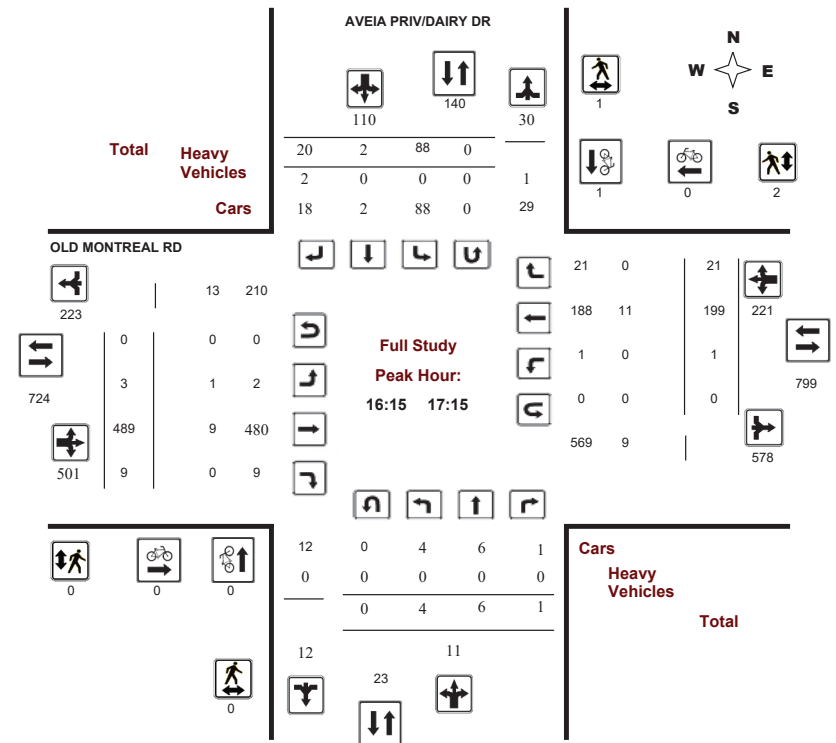 AVEIA PRIV/DAIRY DR
N
W E
S
110 140 30 1
Total Heavy Vehicles
20 2 88 0
2 0 0 0 1
Cars 18 2 88 0 29
1 0 2
OLD MONTREAL RD
223 13 210
21 0 21
188 11 199 221
0 0 0
1 0 1
724 3 1 2
0 0 0 799
489 9 480
501 9 0 9
569 9 578
Full Study
Peak Hour:
16:15 17:15
12 0 4 6 1 Cars
0 0 0 0 0 Heavy Vehicles
0 4 6 1 Total
0 0 0
12 11
23
0